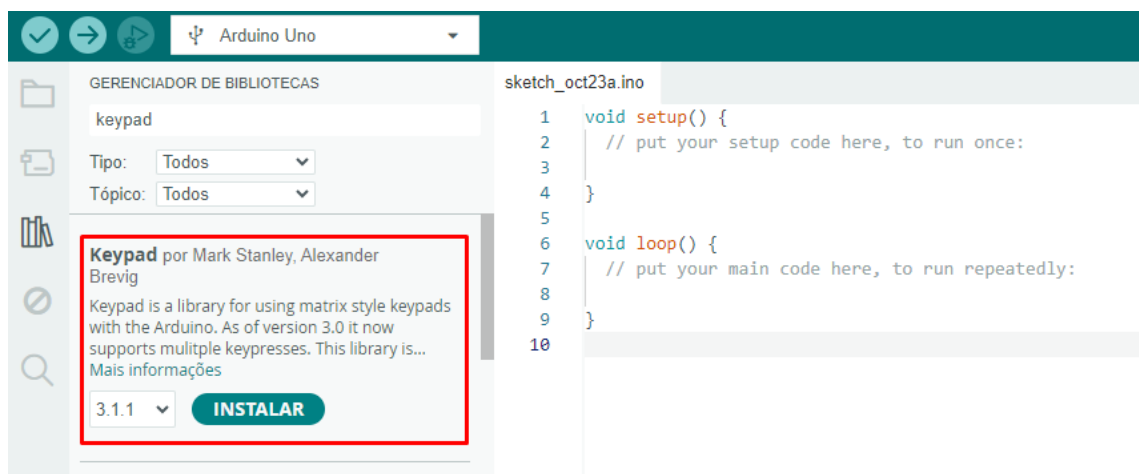 Arduino Uno
GERENCIADOR DE BIBLIOTECAS
keypad
Tipo: Todos
Tópico: Todos
Keypad por Mark Stanley, Alexander
Brevig
Keypad is a library for using matrix style keypads
with the Arduino. As of version 3.0 it now
supports mulitple keypresses. This library is...
Mais informações
3.1.1 INSTALAR
sketch_oct23a.ino
1 void setup() {
2 // put your setup code here, to run once:
3
4 }
5
6 void loop() {
7 // put your main code here, to run repeatedly:
8
9 }
10